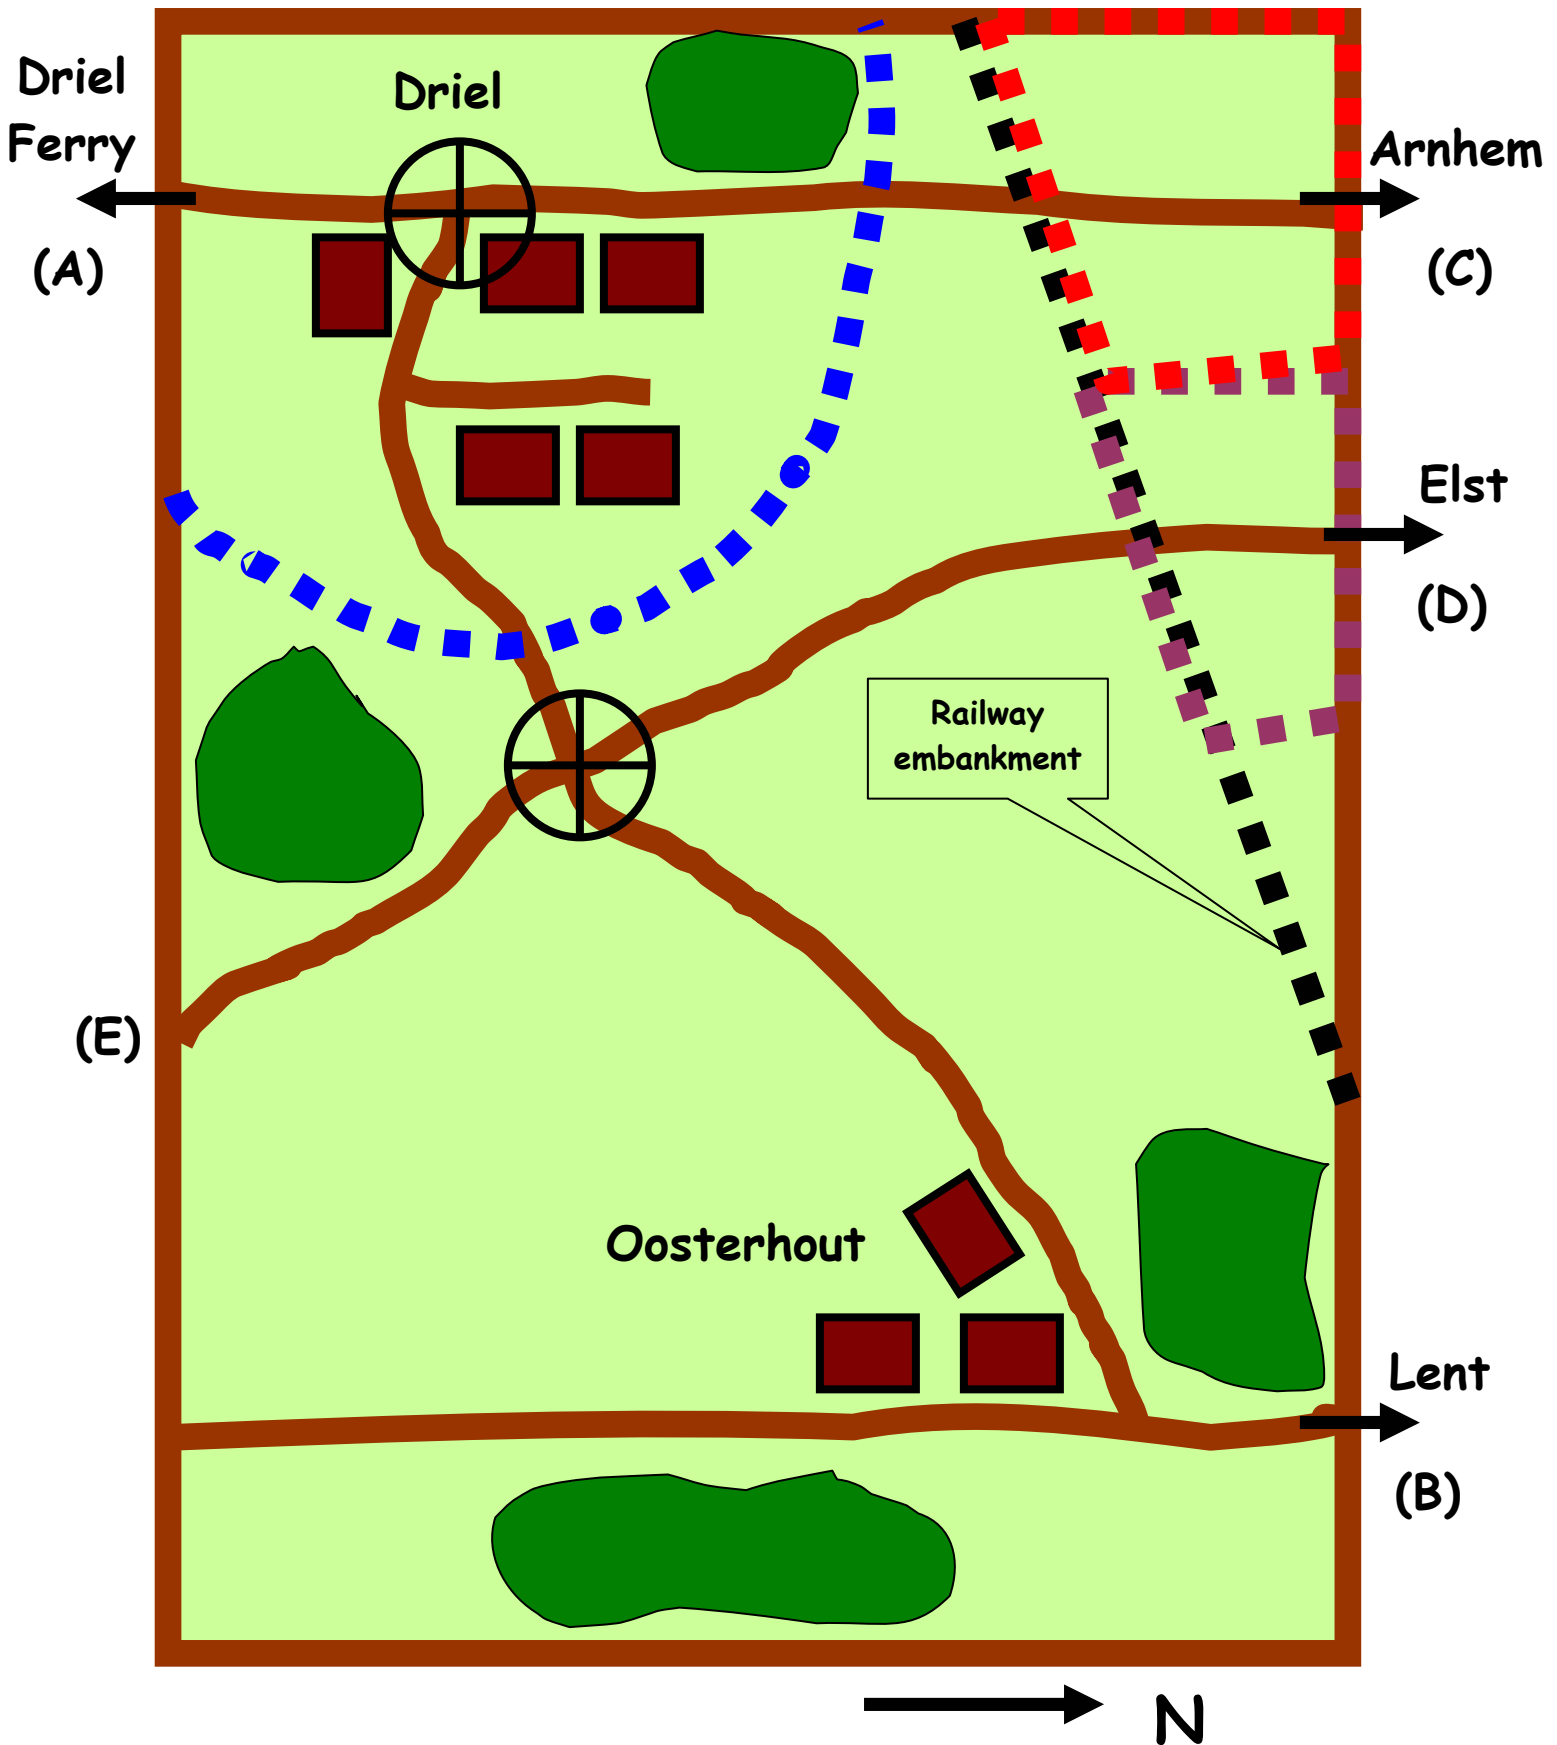 Driel
Ferry
(A)
Driel
Arnhem
(C)
Elst
(D)
Railway
embankment
(E)
Oosterhout
Lent
(B)
N